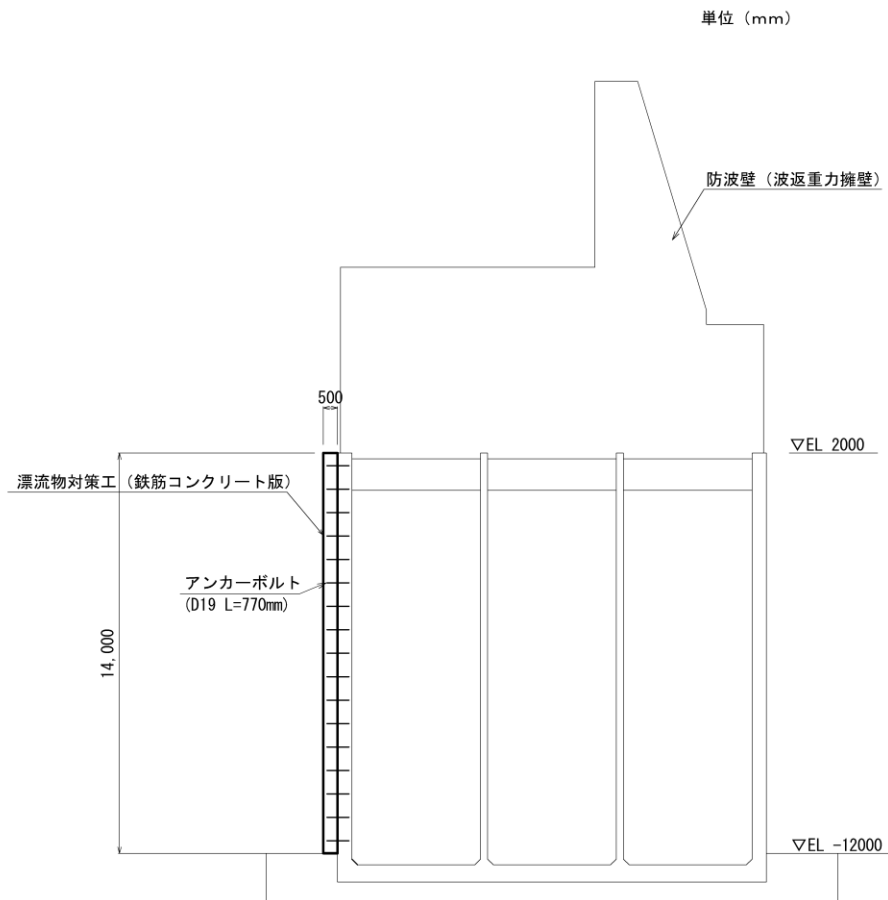 単位（mm）
防波壁（波返重力擁壁）
500
▽EL 2000
漂流物対策工（鉄筋コンクリート版）
アンカーボルト
(D19 L=770mm)
14,000
▽EL -12000